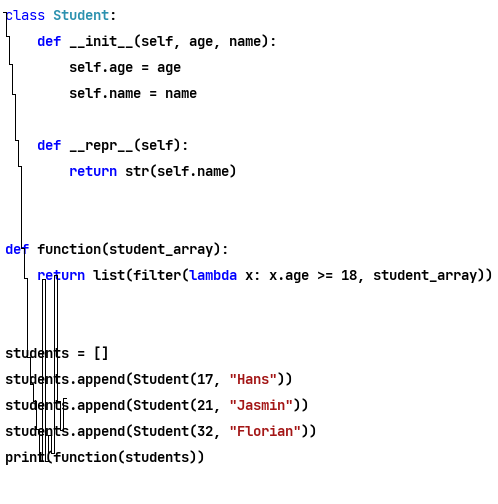 class Student:
    def __init__(self, age, name):
        self.age = age
        self.name = name
    def __repr__(self):
        return str(self.name)
def function(student_array):
    return list(filter(lambda x: x.age >= 18, student_array))
students = []
students.append(Student(17, "Hans"))
students.append(Student(21, "Jasmin"))
students.append(Student(32, "Florian"))
print(function(students))